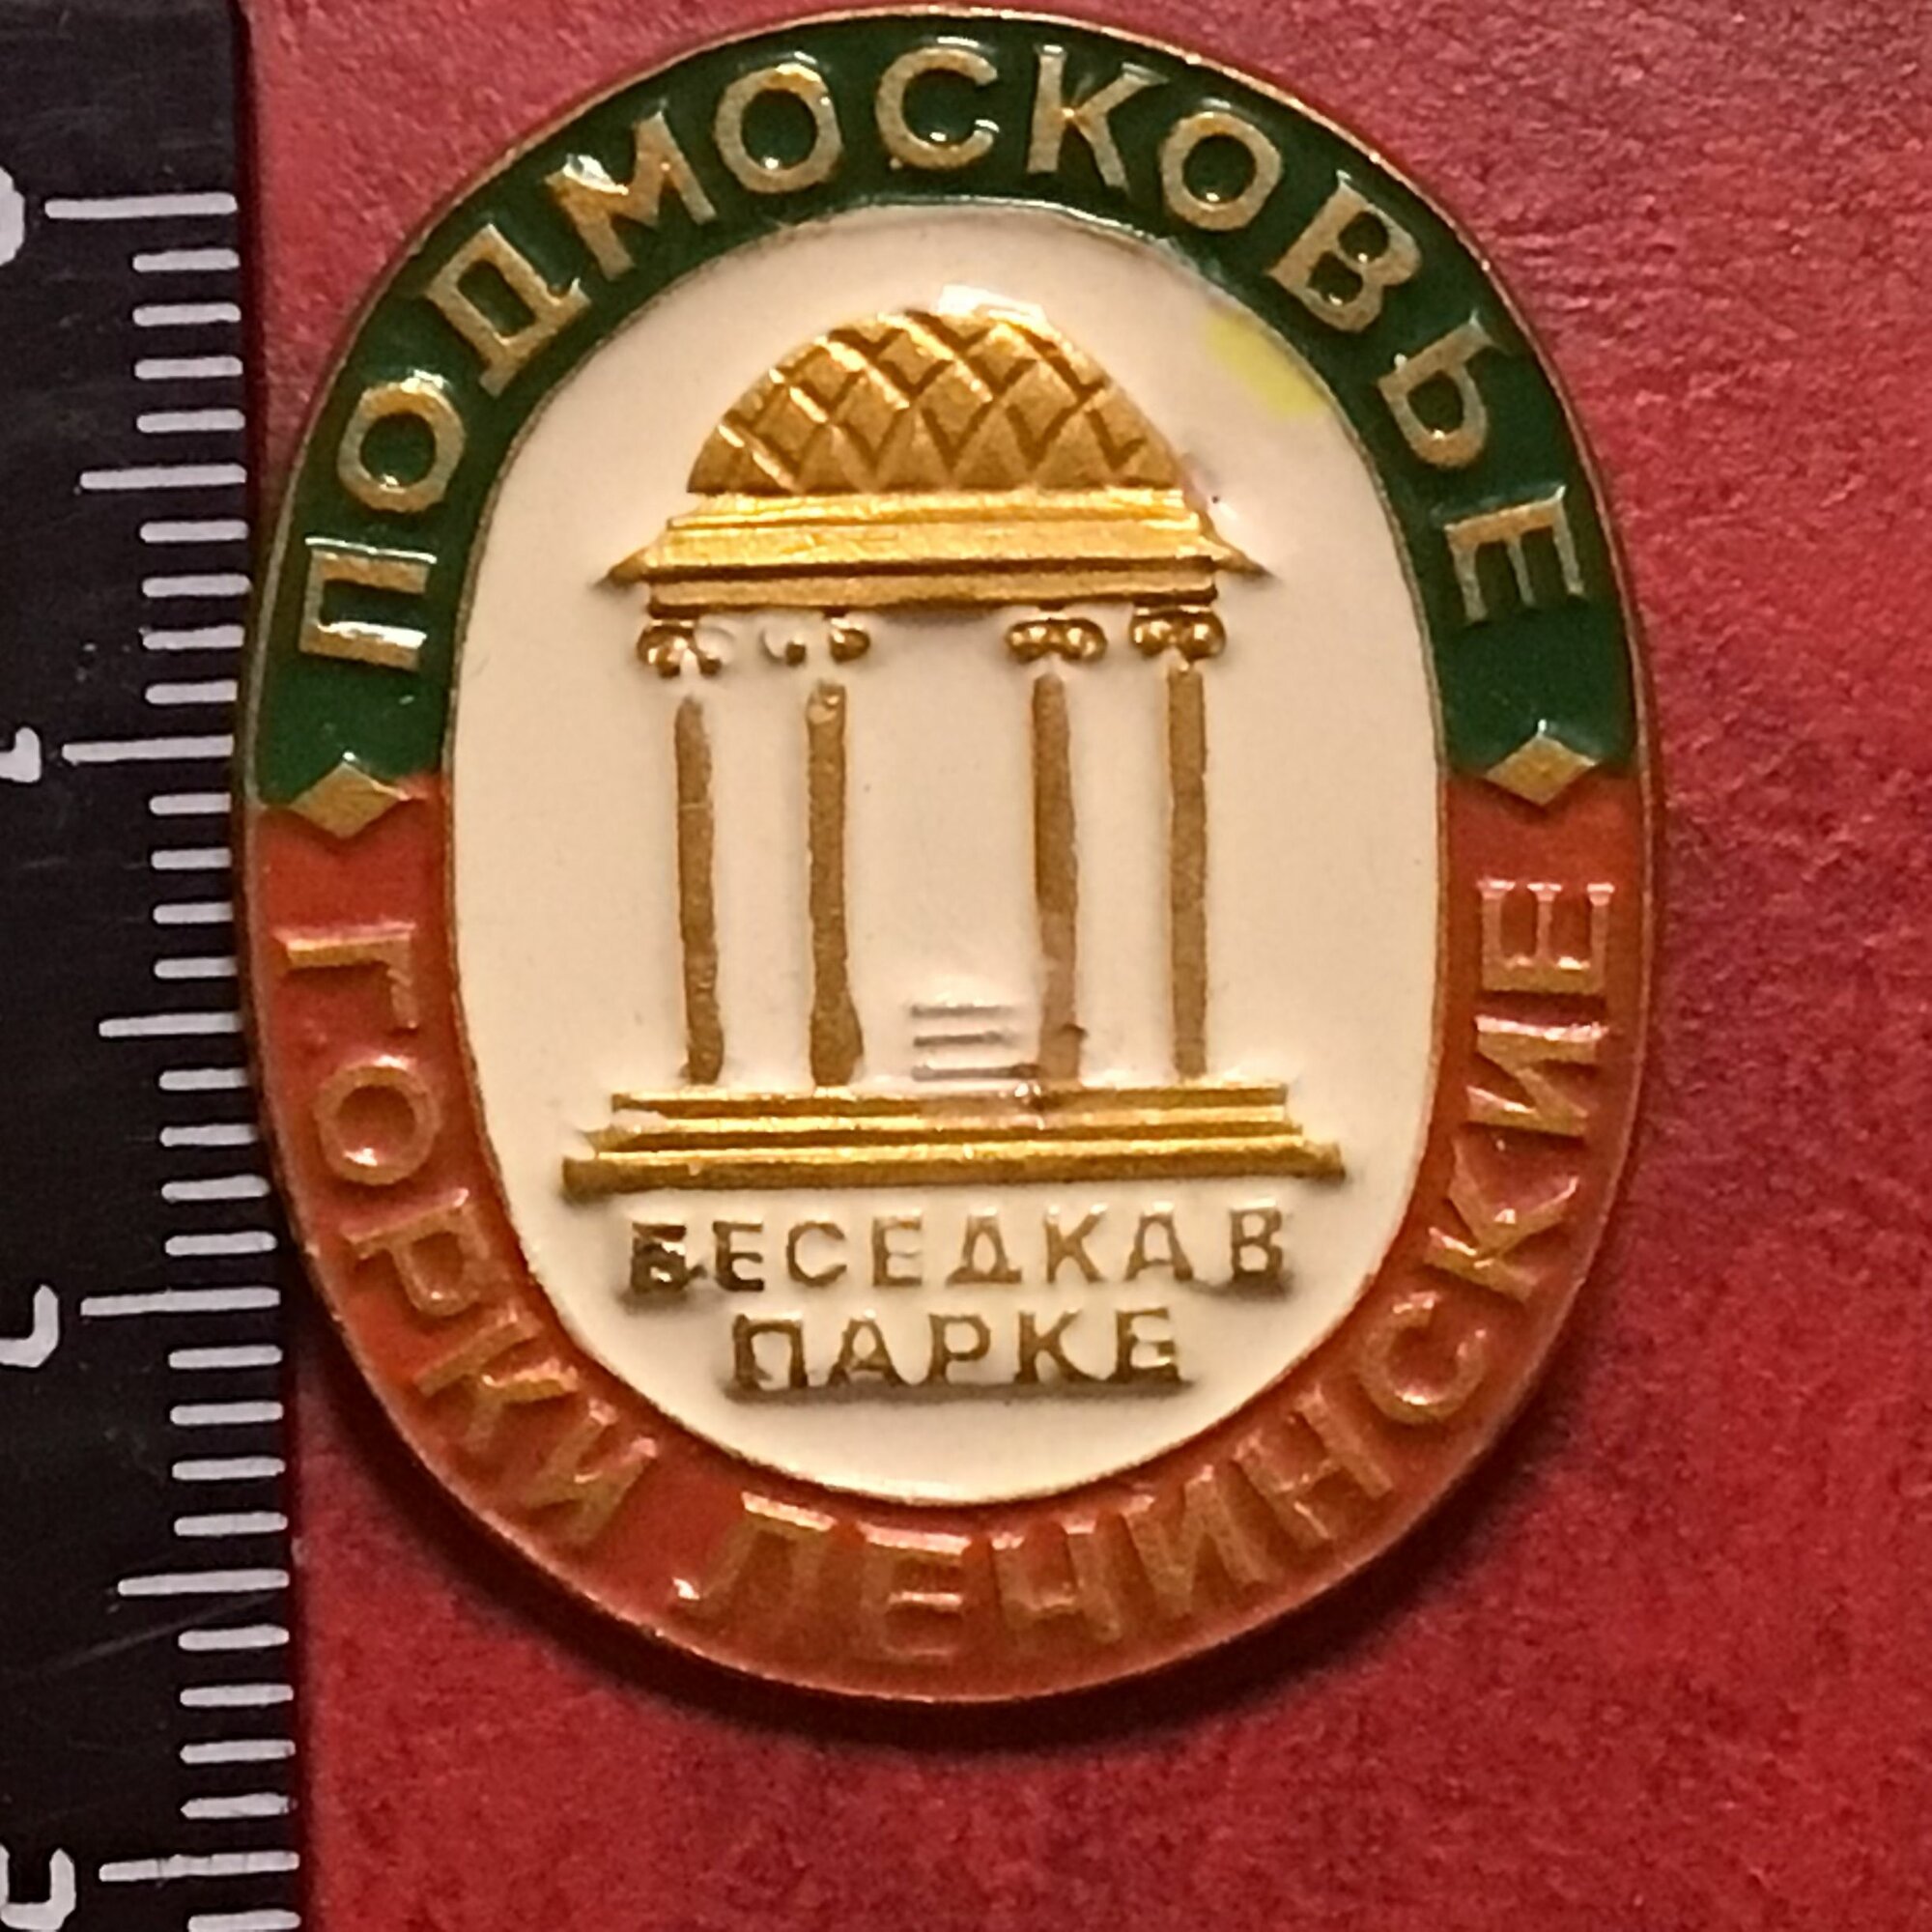 ПОДМОСКОВЬЕ
БЕСЕДКА В
ПАРКЕ
ГОРКИ ЛЕНИНСКИЕ